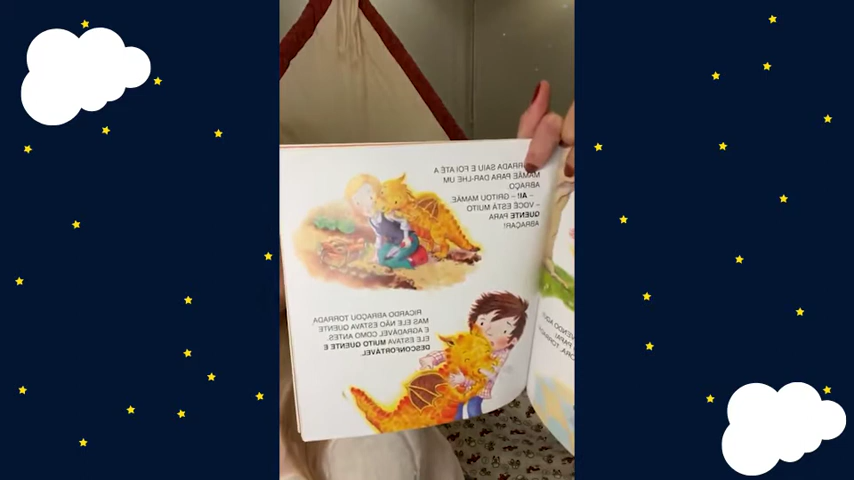 TORRADA SAIU E FOI ATÉ A
MAMÃE PARA DAR-LHE UM
ABRAÇO.
– AI! – GRITOU MAMÃE.
– VOCÊ ESTÁ MUITO
QUENTE PARA
ABRAÇAR!
RICARDO ABRAÇOU TORRADA
MAS ELE NÃO ESTAVA QUENTE
E AGRADÁVEL COMO ANTES.
ELE ESTAVA MUITO QUENTE E
DESCONFORTÁVEL.